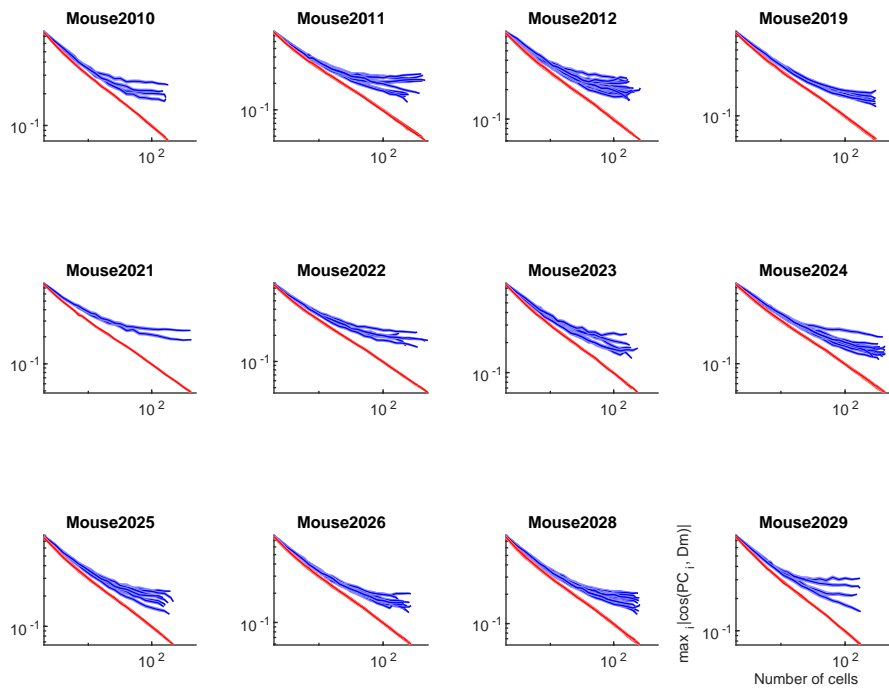 Mouse2010 Mouse2011 Mouse2012 Mouse2019
10^-1 10^-1 10^-1 10^-1
10^2 10^2 10^2 10^2
Mouse2021 Mouse2022 Mouse2023 Mouse2024
10^-1 10^-1 10^-1 10^-1
10^2 10^2 10^2 10^2
Mouse2025 Mouse2026 Mouse2028 Mouse2029
max_i|cos(PC_i, Dm)|
10^-1 10^-1 10^-1 10^-1
10^2 10^2 10^2 10^2
Number of cells